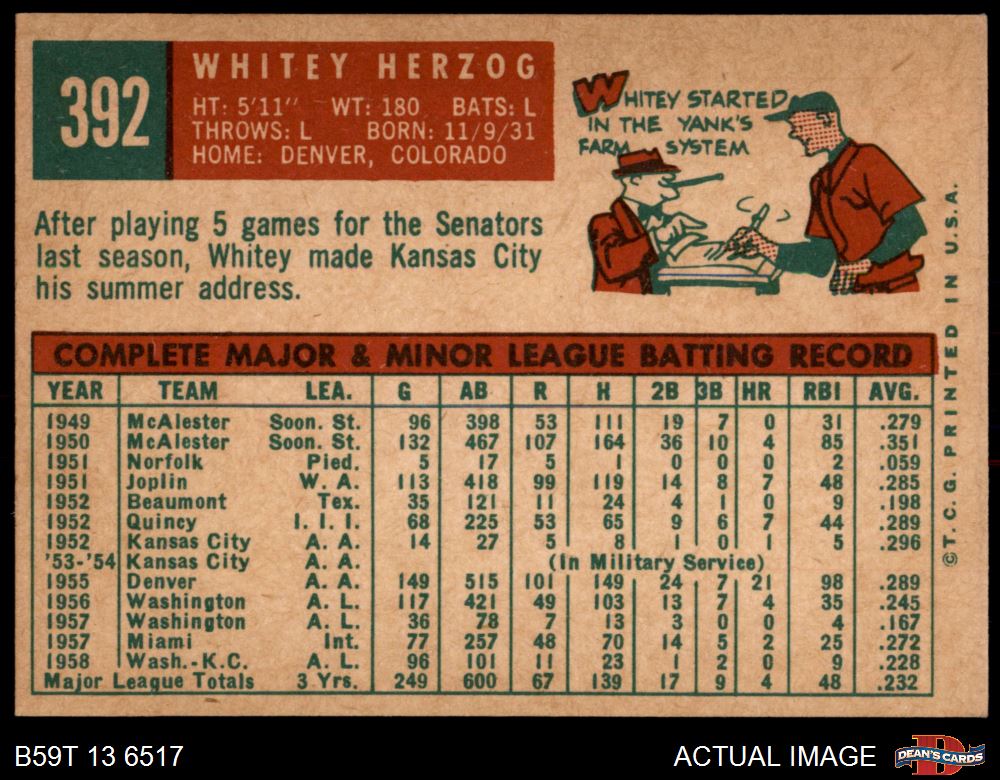 392
WHITEY HERZOG
HT: 5'11" WT: 180 BATS: L
THROWS: L BORN: 11/9/31
HOME: DENVER, COLORADO
WHITEY STARTED
IN THE YANK'S
FARM SYSTEM
After playing 5 games for the Senators
last season, Whitey made Kansas City
his summer address.
COMPLETE MAJOR & MINOR LEAGUE BATTING RECORD
YEAR TEAM LEA. G AB R H 2B 3B HR RBI AVG.
1949 McAlester Soon. St. 96 398 53 111 19 7 0 31 .279
1950 McAlester Soon. St. 132 467 107 164 36 10 4 85 .351
1951 Norfolk Pied. 5 17 5 1 0 0 0 2 .059
1951 Joplin W. A. 113 418 99 119 14 8 7 48 .285
1952 Beaumont Tex. 35 121 11 24 4 1 0 9 .198
1952 Quincy I. I. I. 68 225 53 65 9 6 7 44 .289
1952 Kansas City A. A. 14 27 5 8 1 0 1 5 .296
'53-'54 Kansas City A. A. (In Military Service)
1955 Denver A. A. 149 515 101 149 24 7 21 98 .289
1956 Washington A. L. 117 421 49 103 13 7 4 35 .245
1957 Washington A. L. 36 78 7 13 3 0 0 4 .167
1957 Miami Int. 77 257 48 70 14 5 2 25 .272
1958 Wash.-K.C. A. L. 96 101 11 23 1 2 0 9 .228
Major League Totals 3 Yrs. 249 600 67 139 17 9 4 48 .232
©T.C.G. PRINTED IN U.S.A.
B59T 13 6517
ACTUAL IMAGE
D
DEAN'S CARDS